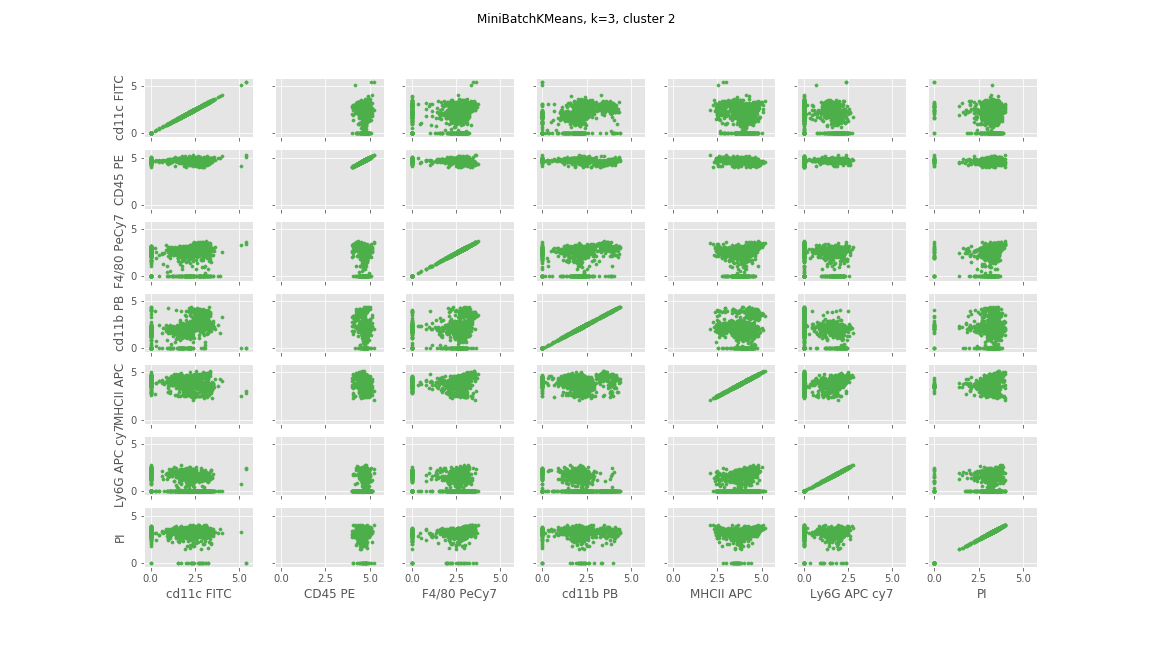 MiniBatchKMeans, k=3, cluster 2
cd11c FITC
5
0
CD45 PE
5
0
F4/80 PeCy7
5
0
cd11b PB
5
0
MHCII APC
5
0
Ly6G APC cy7
5
0
PI
5
0
0.0 2.5 5.0 0.0 2.5 5.0 0.0 2.5 5.0 0.0 2.5 5.0 0.0 2.5 5.0 0.0 2.5 5.0 0.0 2.5 5.0
cd11c FITC CD45 PE F4/80 PeCy7 cd11b PB MHCII APC Ly6G APC cy7 PI